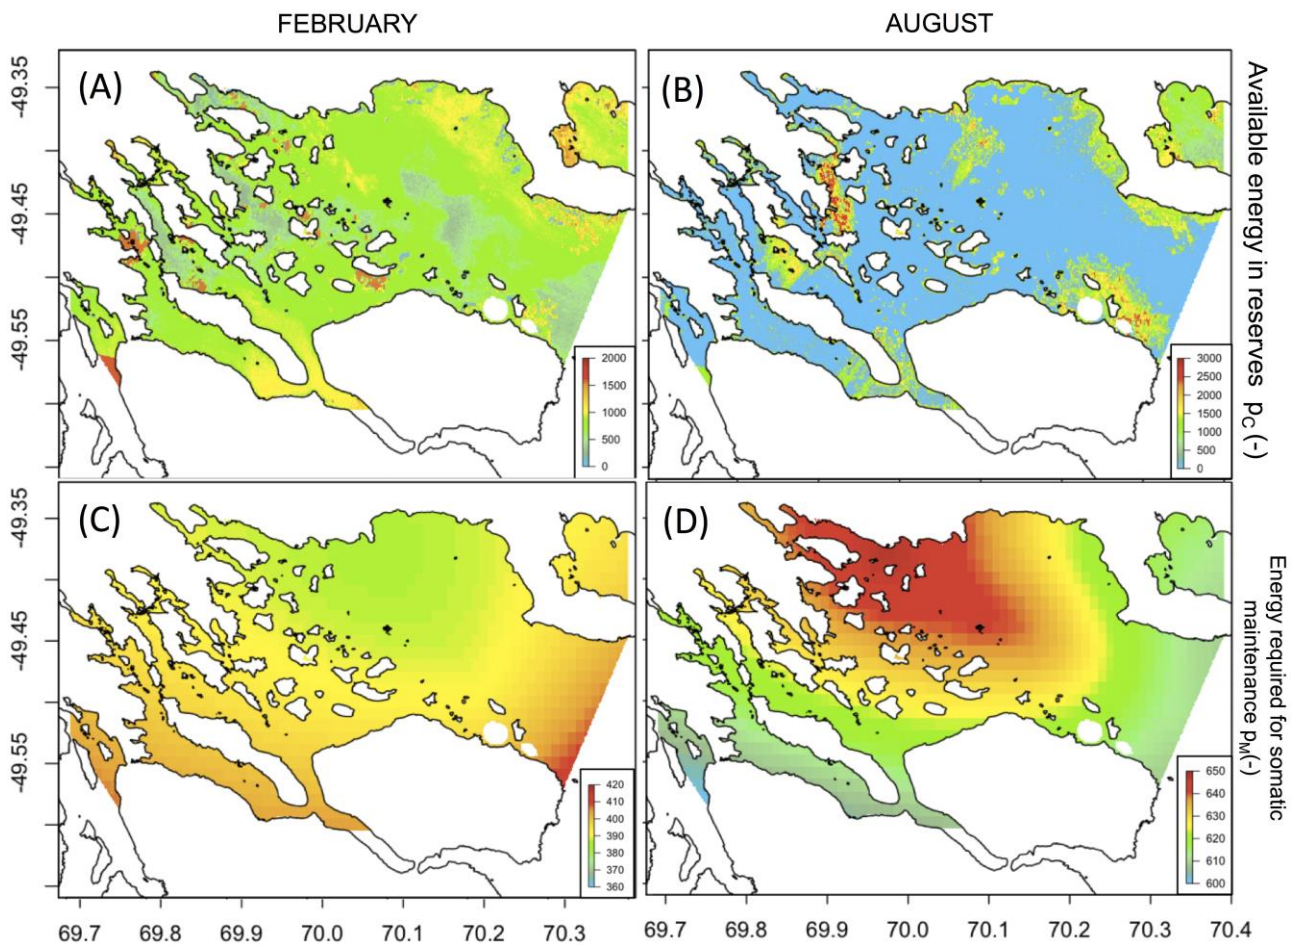 FEBRUARY
AUGUST
(A)
(B)
-49.35
-49.45
-49.55
2000
1500
1000
500
0
3000
2500
2000
1500
1000
500
0
Available energy in reserves pC (-)
(C)
(D)
-49.35
-49.45
-49.55
420
410
400
390
380
370
360
650
640
630
620
610
600
Energy required for somatic
maintenance pM(-)
69.7 69.8 69.9 70.0 70.1 70.2 70.3
69.7 69.8 69.9 70.0 70.1 70.2 70.3 70.4